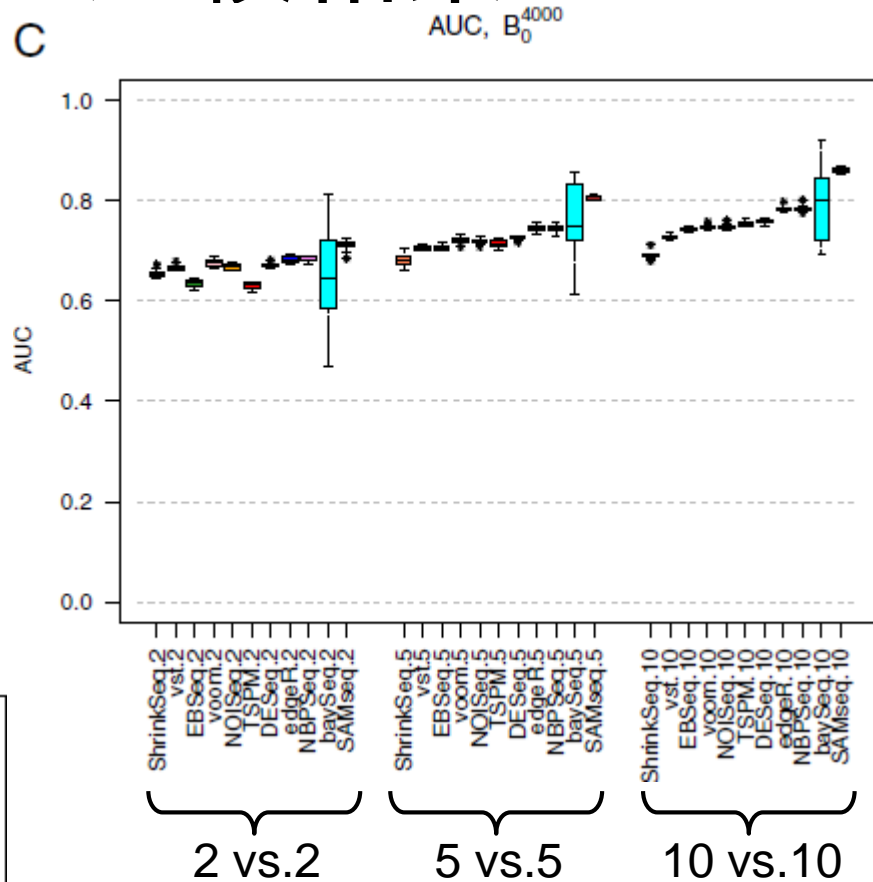 C
AUC, B₀⁴⁰⁰⁰
AUC
1.0
0.8
0.6
0.4
0.2
0.0
ShrinkSeq.2
vst.2
EBSeq.2
voom.2
NOISeq.2
TSPM.2
DESeq.2
edgeR.2
NBPSeq.2
baySeq.2
SAMseq.2
ShrinkSeq.5
vst.5
EBSeq.5
voom.5
NOISeq.5
TSPM.5
DESeq.5
edgeR.5
NBPSeq.5
baySeq.5
SAMseq.5
ShrinkSeq.10
vst.10
EBSeq.10
voom.10
NOISeq.10
TSPM.10
DESeq.10
edgeR.10
NBPSeq.10
baySeq.10
SAMseq.10
2 vs.2
5 vs.5
10 vs.10